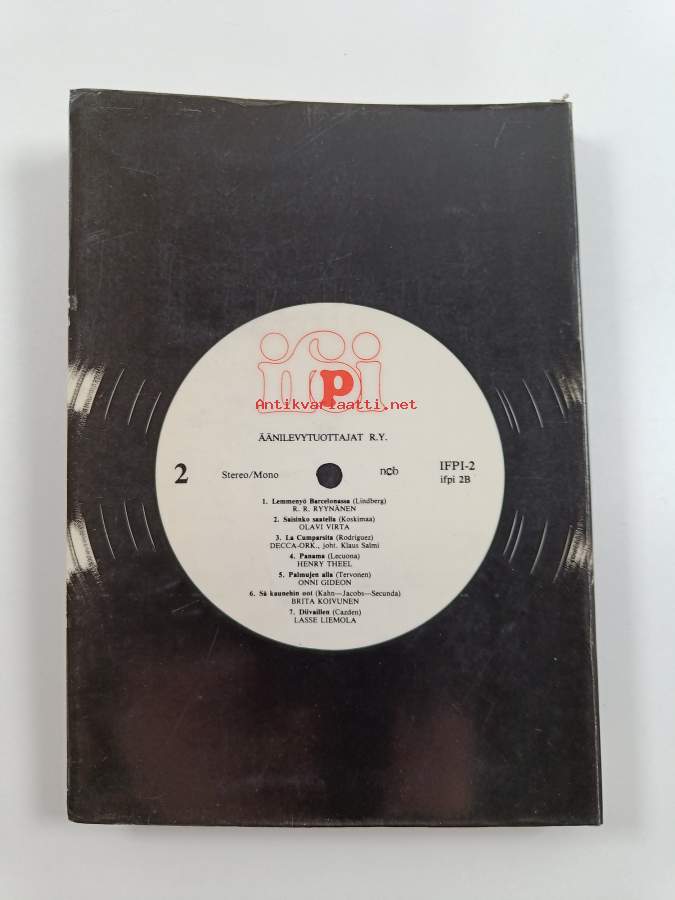 ifpi
Antikvariaatti.net
ÄÄNILEVYTUOTTAJAT R.Y.
2 Stereo/Mono ncb IFPI-2
ifpi 2B
1. Lemmenyö Barcelonassa (Lindberg)
R. R. RYYNÄNEN
2. Saisinko saatella (Koskimaa)
OLAVI VIRTA
3. La Cumparsita (Rodriguez)
DECCA-ORK., joht. Klaus Salmi
4. Panama (Lecuona)
HENRY THEEL
5. Palmujen alla (Tervonen)
ONNI GIDEON
6. Sä kaunehin oot (Kahn—Jacobs—Secunda)
BRITA KOIVUNEN
7. Diivaillen (Cazden)
LASSE LIEMOLA